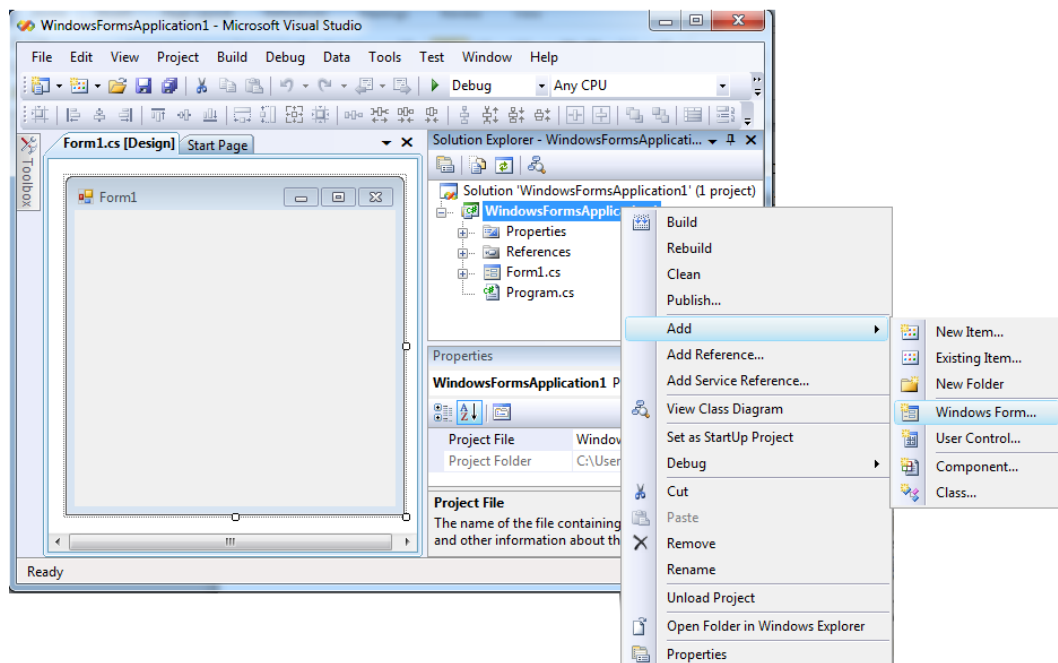 WindowsFormsApplication1 - Microsoft Visual Studio
File Edit View Project Build Debug Data Tools Test Window Help
Debug Any CPU
Toolbox
Form1.cs [Design] Start Page
Form1
Solution Explorer - WindowsFormsApplicati...
Solution 'WindowsFormsApplication1' (1 project)
WindowsFormsApplic
Properties
References
Form1.cs
Program.cs
Properties
WindowsFormsApplication1 P
Project File Window
Project Folder C:\User
Project File
The name of the file containing
and other information about th
Ready
Build
Rebuild
Clean
Publish...
Add
Add Reference...
Add Service Reference...
View Class Diagram
Set as StartUp Project
Debug
Cut
Paste
Remove
Rename
Unload Project
Open Folder in Windows Explorer
Properties
New Item...
Existing Item...
New Folder
Windows Form...
User Control...
Component...
Class...